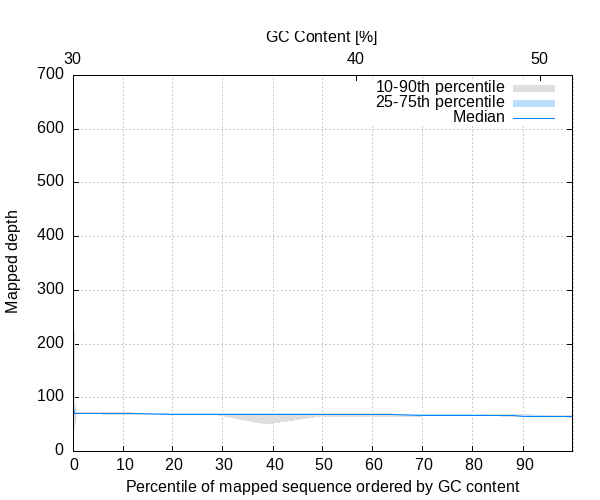 GC Content [%]
30 40 50
700
600
500
400
300
200
100
0
10-90th percentile
25-75th percentile
Median
Mapped depth
0 10 20 30 40 50 60 70 80 90
Percentile of mapped sequence ordered by GC content